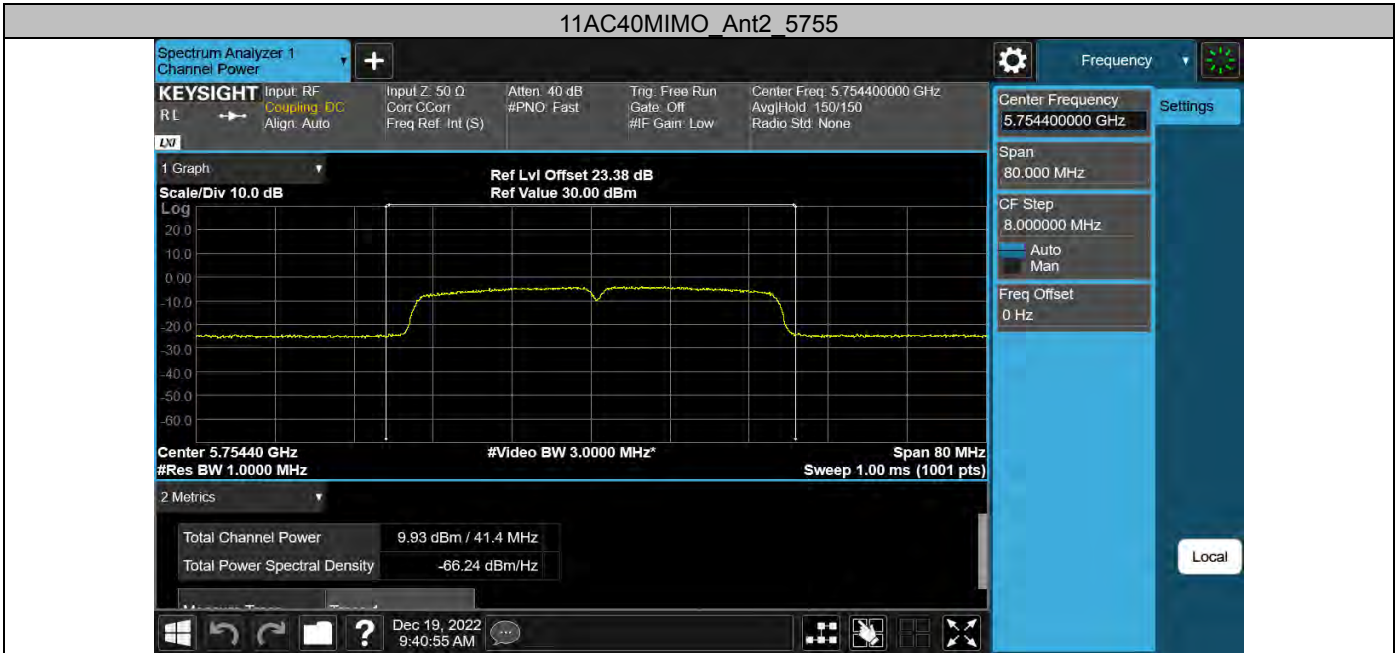 11AC40MIMO_Ant2_5755
Spectrum Analyzer 1
Channel Power
+
Frequency
KEYSIGHT
RL
LXI
Input: RF
Coupling: DC
Align: Auto
Input Z: 50 Ω
Corr CCorr
Freq Ref: Int (S)
Atten: 40 dB
#PNO: Fast
Trig: Free Run
Gate: Off
#IF Gain: Low
Center Freq: 5.754400000 GHz
Avg|Hold: 150/150
Radio Std: None
Center Frequency
5.754400000 GHz
Settings
Span
80.000 MHz
CF Step
8.000000 MHz
Auto
Man
Freq Offset
0 Hz
Local
1 Graph
Scale/Div 10.0 dB
Ref Lvl Offset 23.38 dB
Ref Value 30.00 dBm
Log
20.0
10.0
0.00
-10.0
-20.0
-30.0
-40.0
-50.0
-60.0
Center 5.75440 GHz
#Video BW 3.0000 MHz*
Span 80 MHz
#Res BW 1.0000 MHz
Sweep 1.00 ms (1001 pts)
2 Metrics
Total Channel Power 9.93 dBm / 41.4 MHz
Total Power Spectral Density -66.24 dBm/Hz
?
Dec 19, 2022
9:40:55 AM